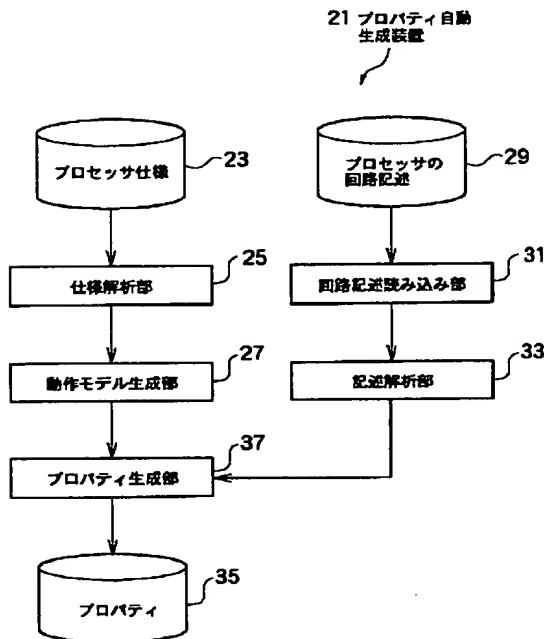 21 プロパティ自動
生成装置
プロセッサ仕様
23
プロセッサの
回路記述
29
仕様解析部
25
回路記述読み込み部
31
動作モデル生成部
27
記述解析部
33
プロパティ生成部
37
プロパティ
35